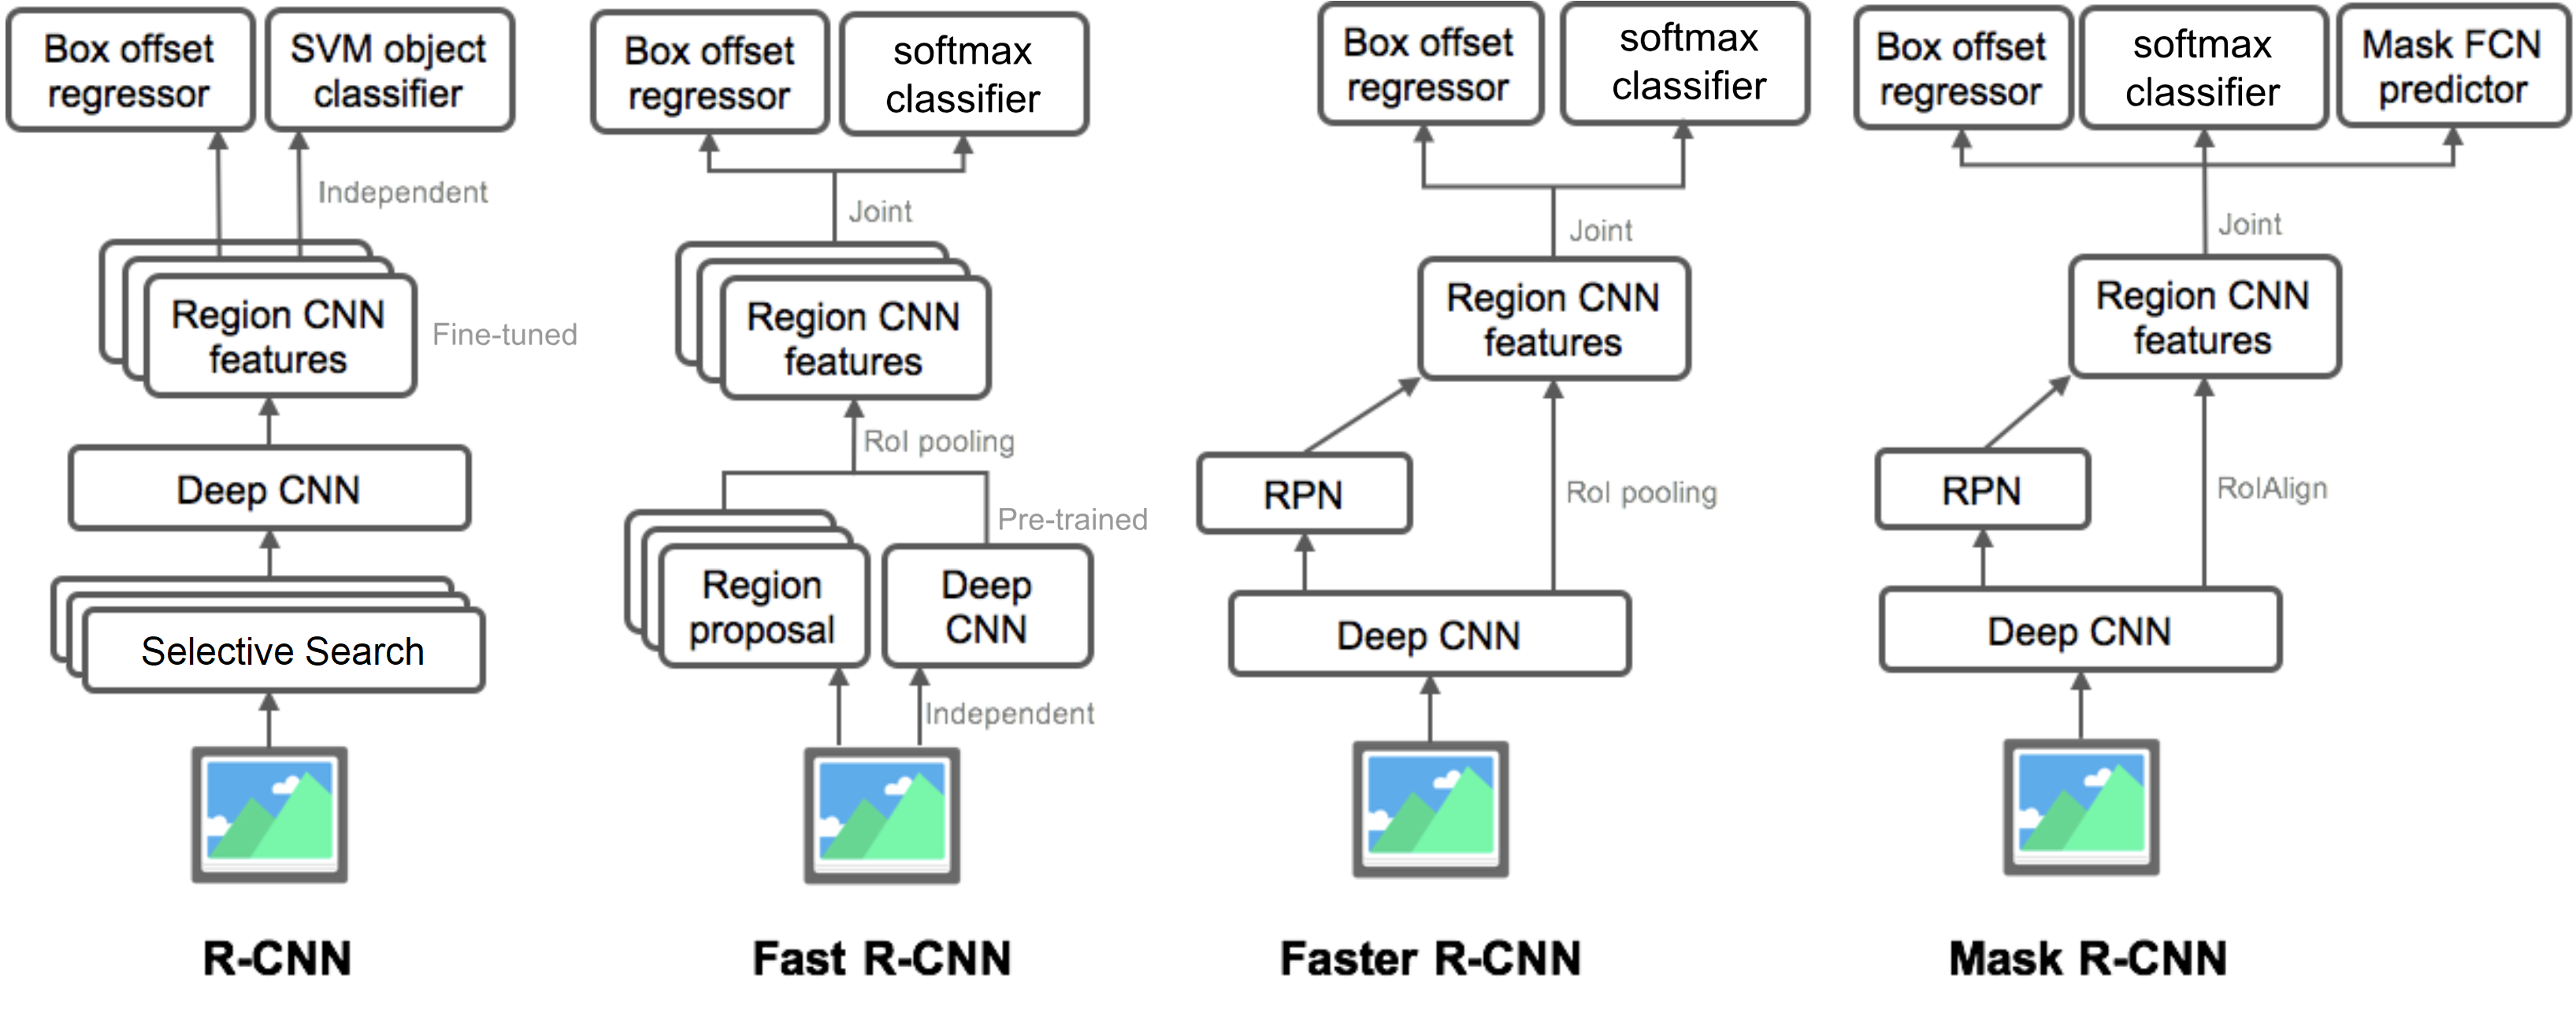 Box offset
regressor
SVM object
classifier
Independent
Region CNN
features
Fine-tuned
Deep CNN
Selective Search
R-CNN
Box offset
regressor
softmax
classifier
Joint
Region CNN
features
RoI pooling
Pre-trained
Region
proposal
Deep
CNN
Independent
Fast R-CNN
Box offset
regressor
softmax
classifier
Joint
Region CNN
features
RPN
RoI pooling
Deep CNN
Faster R-CNN
Box offset
regressor
softmax
classifier
Mask FCN
predictor
Joint
Region CNN
features
RPN
RoIAlign
Deep CNN
Mask R-CNN